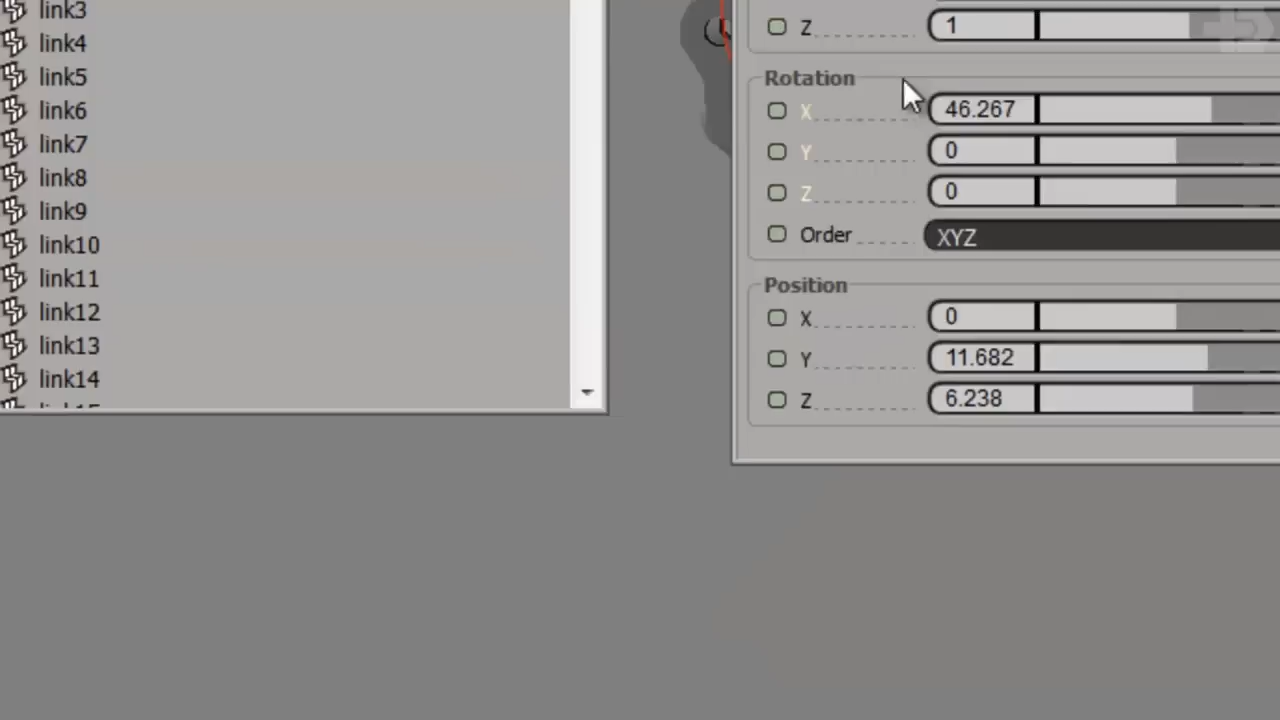 link3
link4
link5
link6
link7
link8
link9
link10
link11
link12
link13
link14
Z 1
Rotation
X 46.267
Y 0
Z 0
Order XYZ
Position
X 0
Y 11.682
Z 6.238